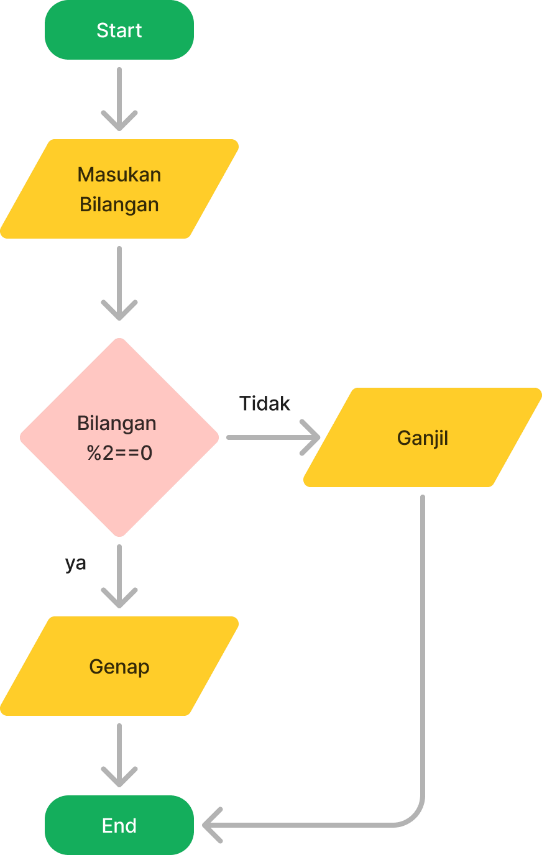 Start
Masukan
Bilangan
Bilangan
%2==0
Tidak
Ganjil
ya
Genap
End